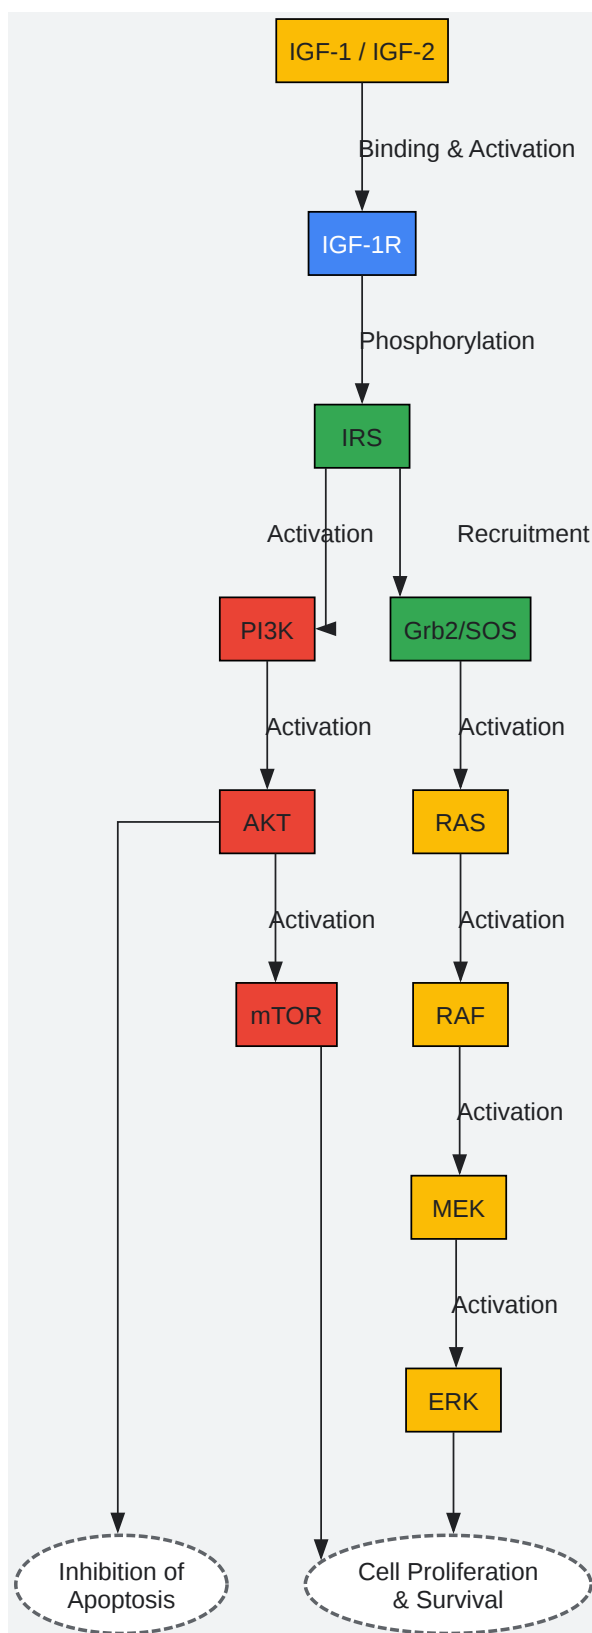 IGF-1 / IGF-2
Binding & Activation
IGF-1R
Phosphorylation
IRS
Activation
Recruitment
PI3K
Grb2/SOS
Activation
Activation
AKT
RAS
Activation
Activation
mTOR
RAF
Activation
MEK
Activation
ERK
Inhibition of
Apoptosis
Cell Proliferation
& Survival